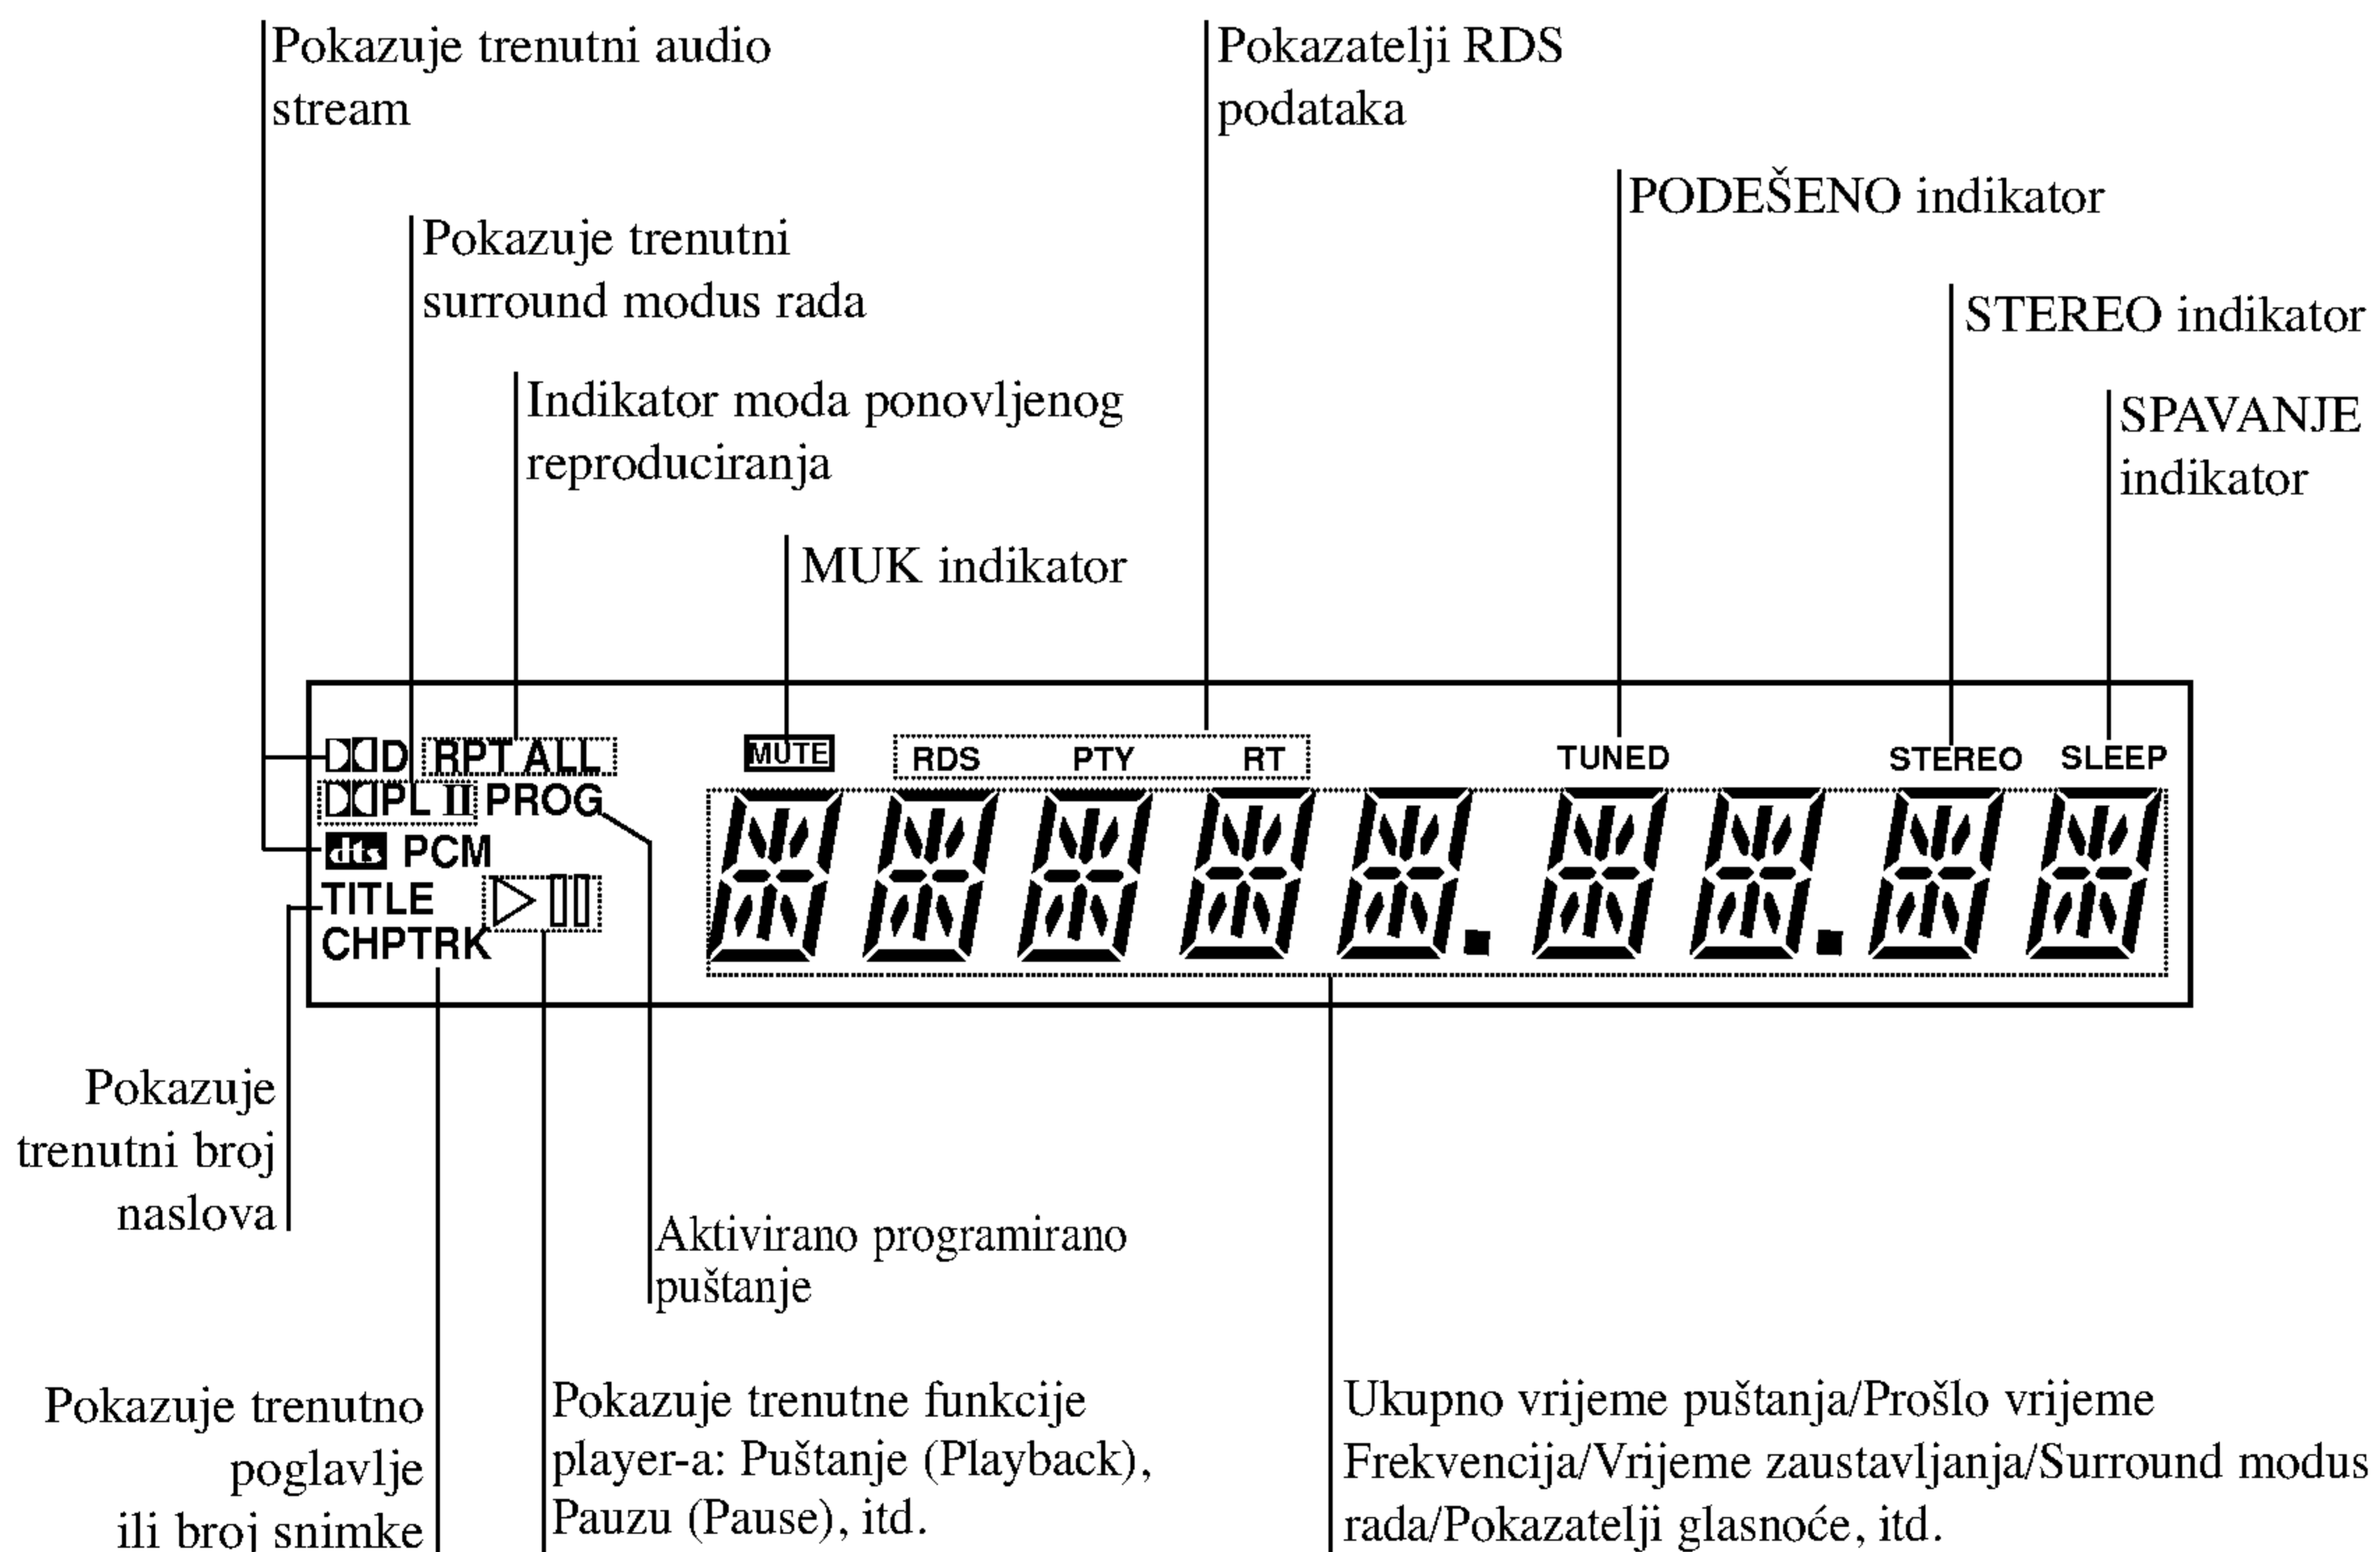 Pokazuje trenutni audio
stream
Pokazatelji RDS
podataka
PODEŠENO indikator
Pokazuje trenutni
surround modus rada
STEREO indikator
Indikator moda ponovljenog
reproduciranja
SPAVANJE
indikator
MUK indikator
D RPT ALL MUTE RDS PTY RT TUNED STEREO SLEEP
PL II PROG
dts PCM
TITLE
CHPTRK
Pokazuje
trenutni broj
naslova
Aktivirano programirano
puštanje
Pokazuje trenutno
poglavlje
ili broj snimke
Pokazuje trenutne funkcije
player-a: Puštanje (Playback),
Pauzu (Pause), itd.
Ukupno vrijeme puštanja/Prošlo vrijeme
Frekvencija/Vrijeme zaustavljanja/Surround modus
rada/Pokazatelji glasnoće, itd.